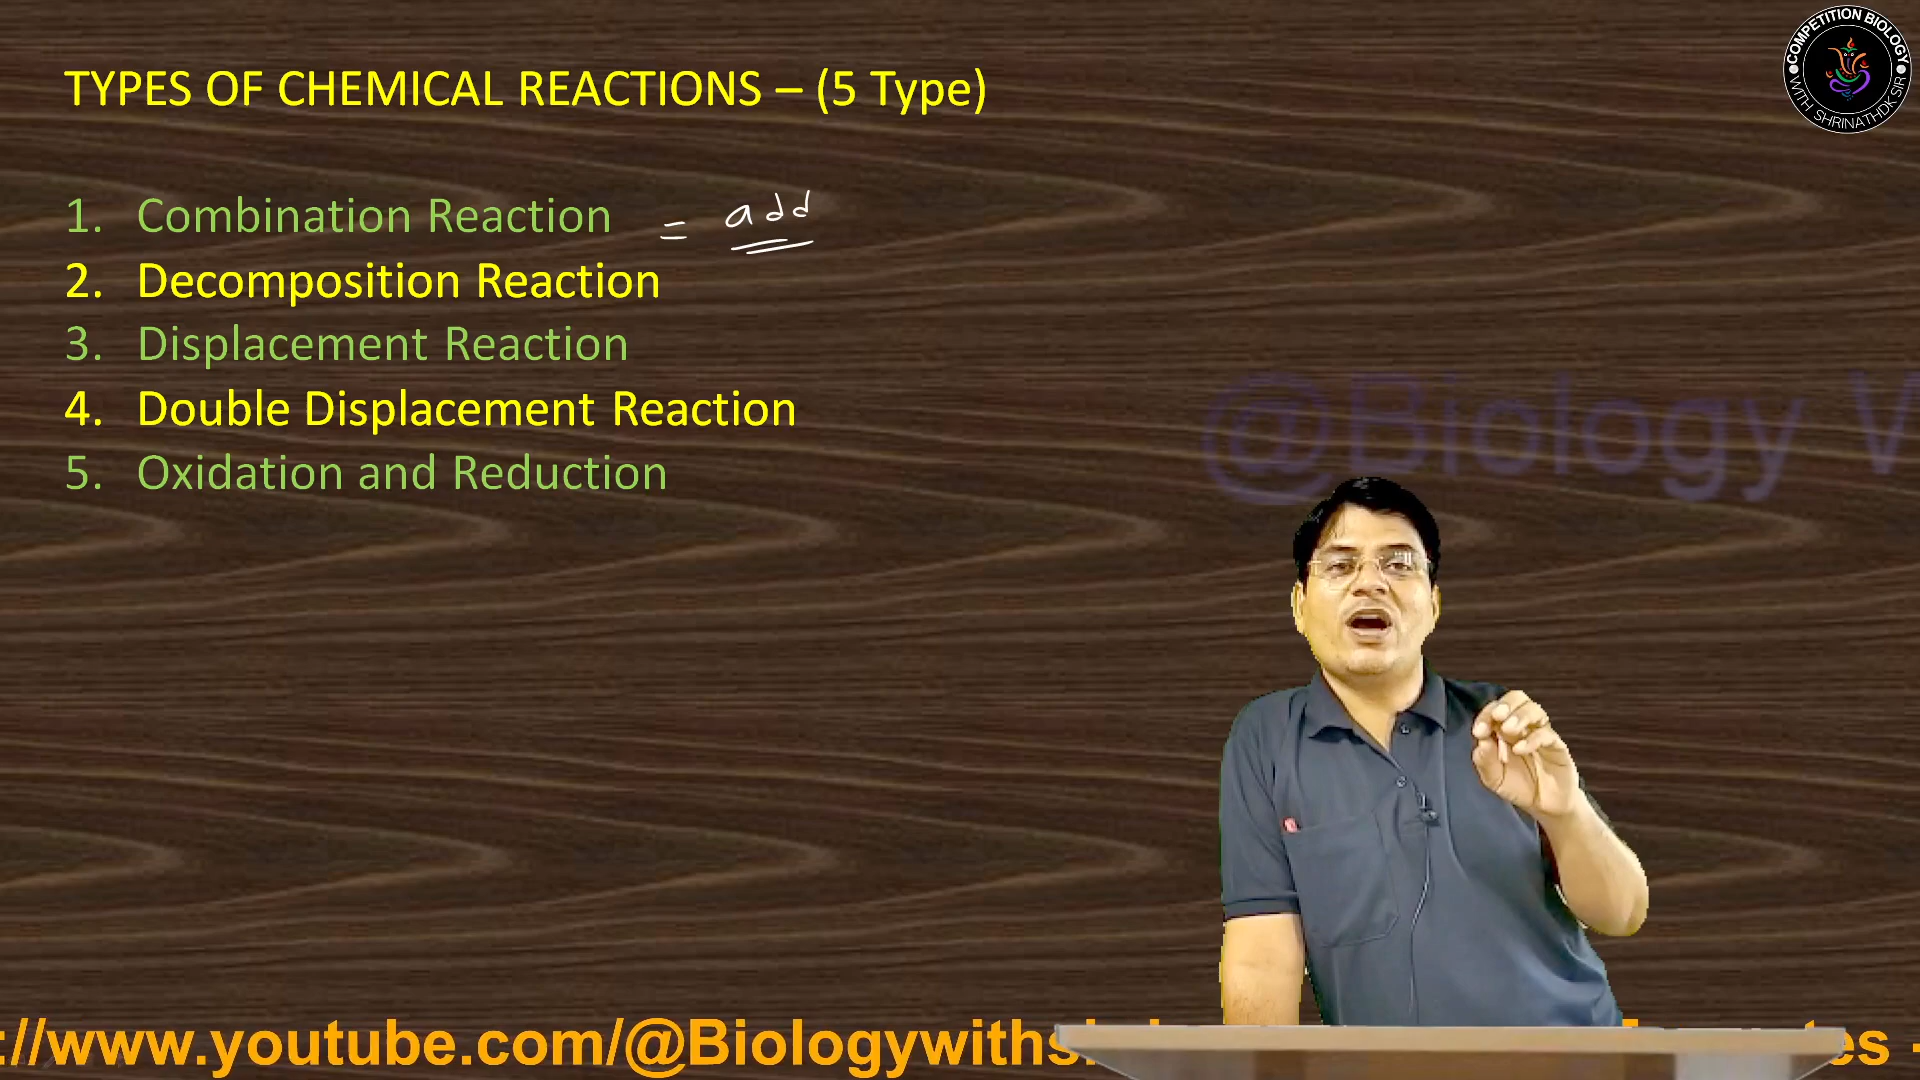 TYPES OF CHEMICAL REACTIONS – (5 Type)
COMPETITION BIOLOGY
WITH SHRINATHDK SIR
1. Combination Reaction = add
2. Decomposition Reaction
3. Displacement Reaction
4. Double Displacement Reaction
5. Oxidation and Reduction
@Biology W
://www.youtube.com/@Biologywiths